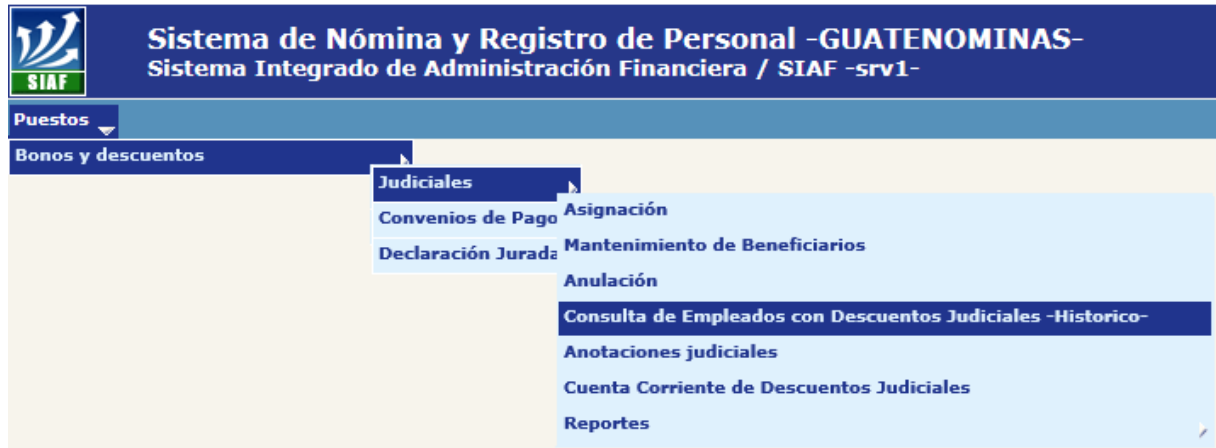 SIAF
Sistema de Nómina y Registro de Personal -GUATENOMINAS-
Sistema Integrado de Administración Financiera / SIAF -srv1-
Puestos
Bonos y descuentos
Judiciales
Convenios de Pago
Declaración Jurada
Asignación
Mantenimiento de Beneficiarios
Anulación
Consulta de Empleados con Descuentos Judiciales -Historico-
Anotaciones judiciales
Cuenta Corriente de Descuentos Judiciales
Reportes